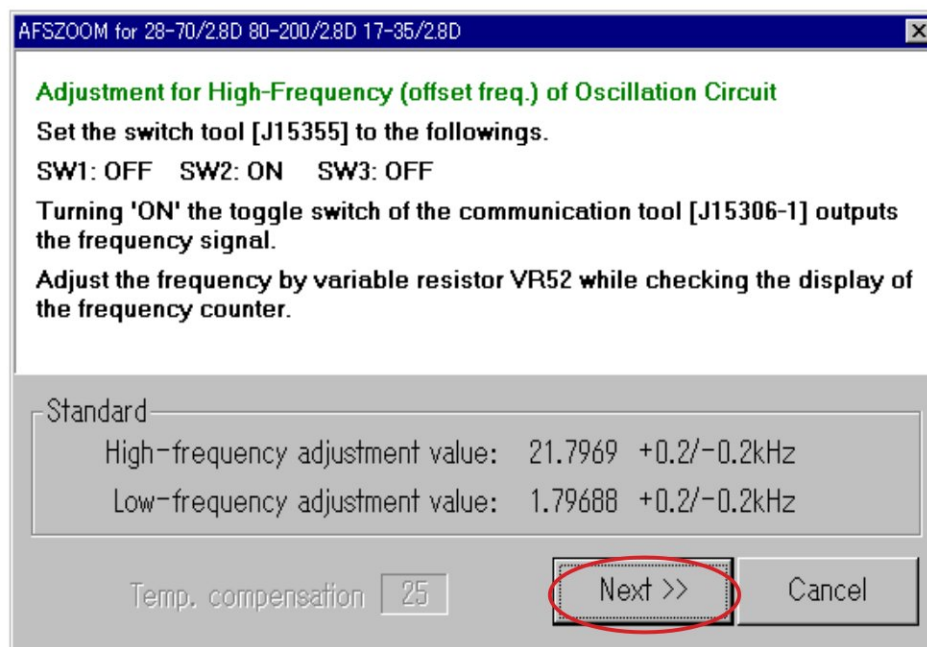 AFSZOOM for 28-70/2.8D 80-200/2.8D 17-35/2.8D
Adjustment for High-Frequency (offset freq.) of Oscillation Circuit
Set the switch tool [J15355] to the followings.
SW1: OFF SW2: ON SW3: OFF
Turning 'ON' the toggle switch of the communication tool [J15306-1] outputs
the frequency signal.
Adjust the frequency by variable resistor VR52 while checking the display of
the frequency counter.
Standard
High-frequency adjustment value: 21.7969 +0.2/-0.2kHz
Low-frequency adjustment value: 1.79688 +0.2/-0.2kHz
Temp. compensation 25 Next >> Cancel